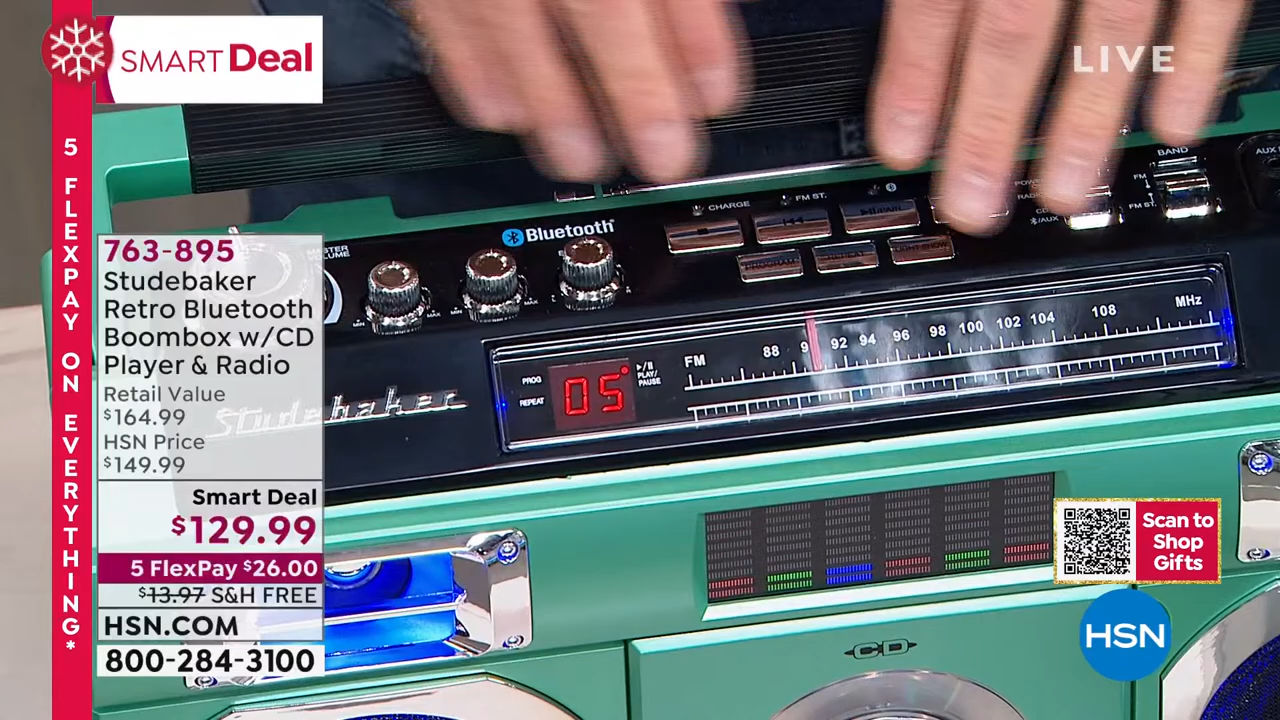 SMART Deal
LIVE
5 FLEXPAY ON EVERYTHING*
763-895
Studebaker
Retro Bluetooth
Boombox w/CD
Player & Radio
Retail Value
$164.99
HSN Price
$149.99
Smart Deal
$129.99
5 FlexPay $26.00
$13.97 S&H FREE
HSN.COM
800-284-3100
MASTER
VOLUME
MIN MAX
MIN MAX
Bluetooth
CHARGE
FM ST.
BAND
FM
FM ST.
AUX
PROG
REPEAT
05
PLAY/
PAUSE
FM 88 92 94 96 98 100 102 104 108 MHz
Studebaker
CD
Scan to
Shop
Gifts
HSN